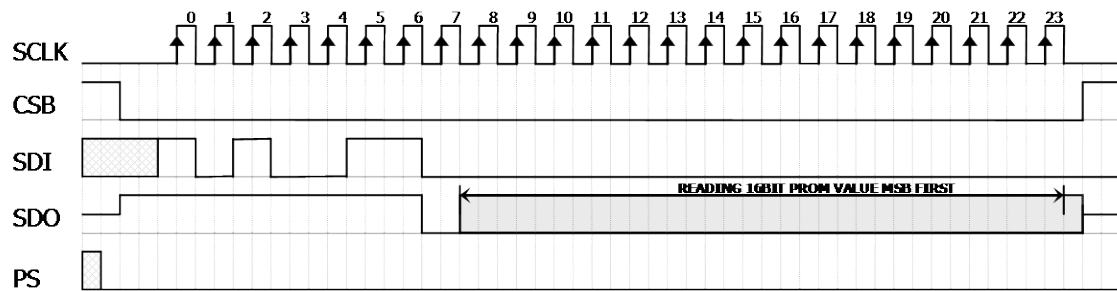 0 1 2 3 4 5 6 7 8 9 10 11 12 13 14 15 16 17 18 19 20 21 22 23
SCLK
CSB
SDI
READING 16BIT PROM VALUE MSB FIRST
SDO
PS